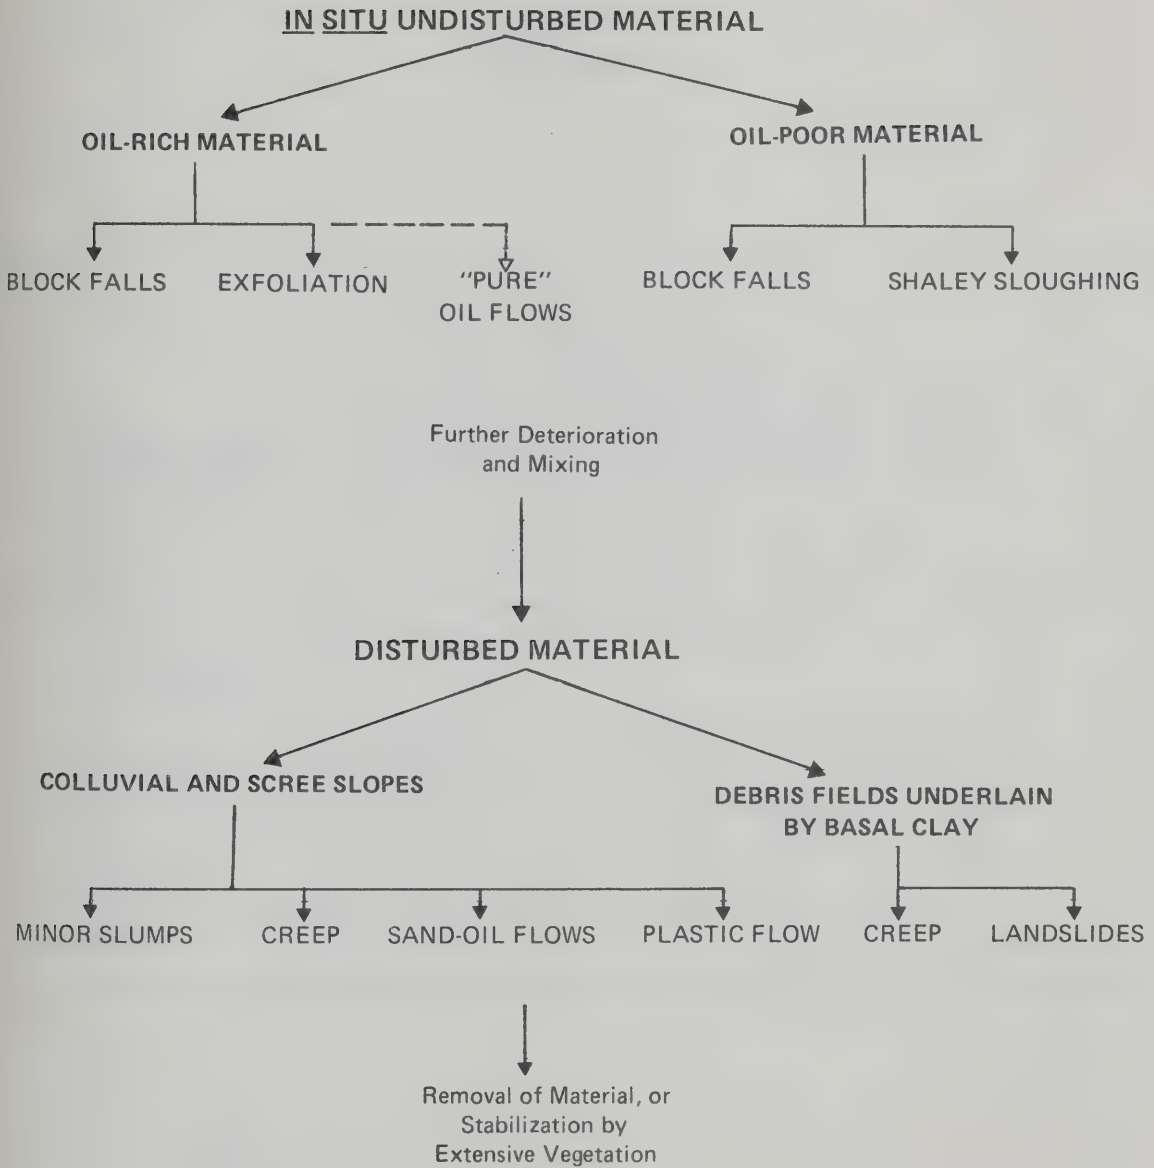 IN SITU UNDISTURBED MATERIAL
OIL-RICH MATERIAL
OIL-POOR MATERIAL
BLOCK FALLS
EXFOLIATION
"PURE"
OIL FLOWS
BLOCK FALLS
SHALEY SLOUGHING
Further Deterioration
and Mixing
DISTURBED MATERIAL
COLLUVIAL AND SCREE SLOPES
DEBRIS FIELDS UNDERLAIN
BY BASAL CLAY
MINOR SLUMPS
CREEP
SAND-OIL FLOWS
PLASTIC FLOW
CREEP
LANDSLIDES
Removal of Material, or
Stabilization by
Extensive Vegetation